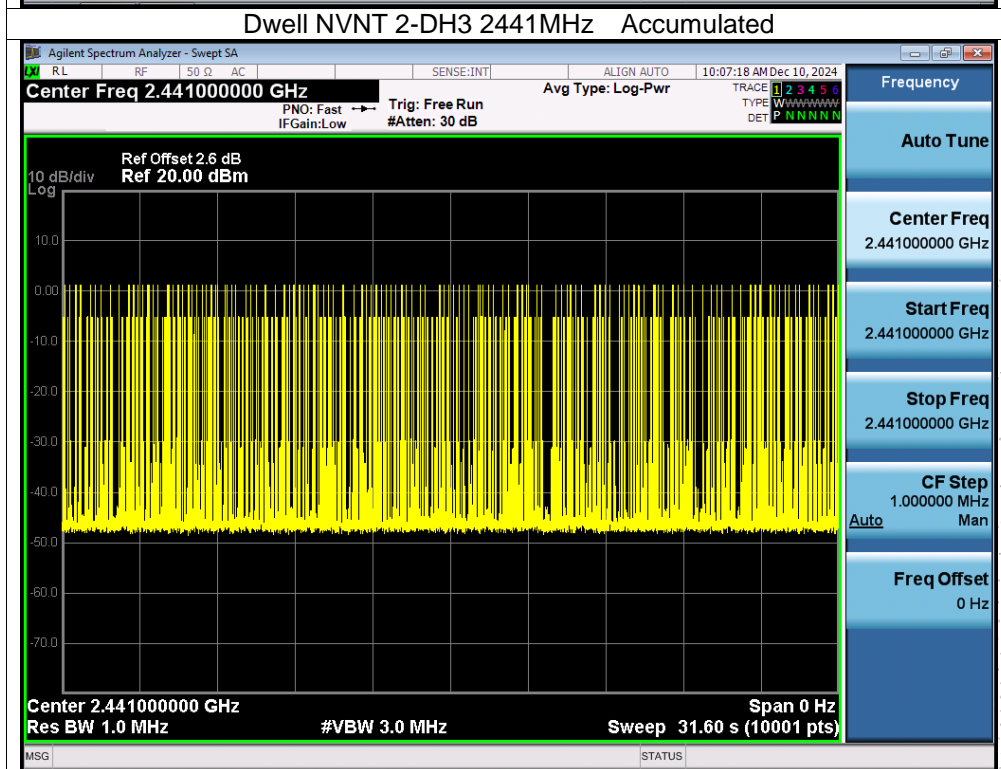 Dwell NVNT 2-DH3 2441MHz Accumulated
Agilent Spectrum Analyzer - Swept SA
LXI RL RF 50 Ω AC SENSE:INT ALIGN AUTO 10:07:18 AM Dec 10, 2024
Center Freq 2.441000000 GHz
PNO: Fast
IFGain:Low
Trig: Free Run
#Atten: 30 dB
Avg Type: Log-Pwr
TRACE 1 2 3 4 5 6
TYPE WWWWWW
DET P N N N N N
Ref Offset 2.6 dB
10 dB/div Ref 20.00 dBm
Log
10.0
0.00
-10.0
-20.0
-30.0
-40.0
-50.0
-60.0
-70.0
Center 2.441000000 GHz Span 0 Hz
Res BW 1.0 MHz #VBW 3.0 MHz Sweep 31.60 s (10001 pts)
MSG STATUS
Frequency
Auto Tune
Center Freq
2.441000000 GHz
Start Freq
2.441000000 GHz
Stop Freq
2.441000000 GHz
CF Step
1.000000 MHz
Auto Man
Freq Offset
0 Hz